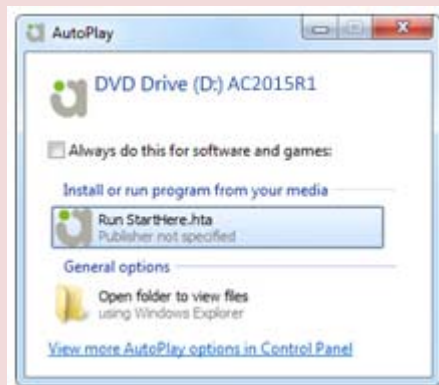 AutoPlay
DVD Drive (D:) AC2015R1
Always do this for software and games:
Install or run program from your media
Run StartHere.hta
Publisher not specified
General options
Open folder to view files
using Windows Explorer
View more AutoPlay options in Control Panel